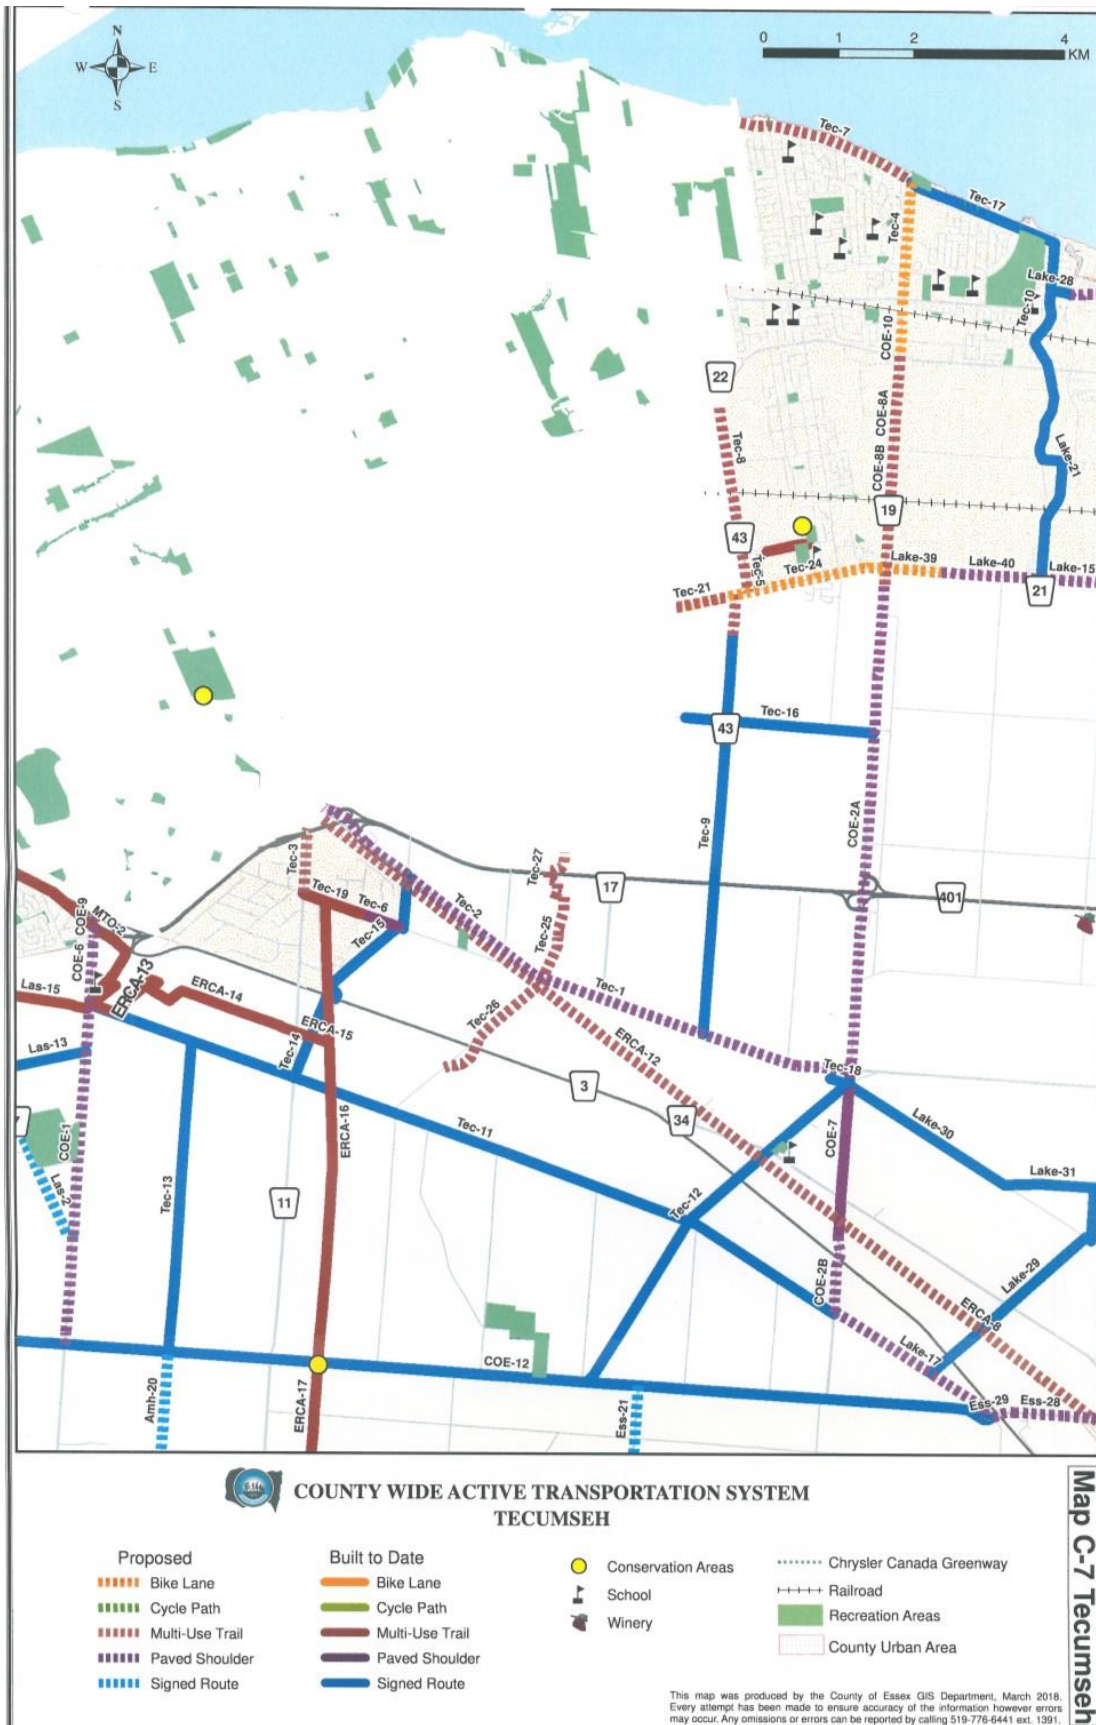 N
W E
S
0 1 2 4
KM
Tec-7
Tec-17
Tec-4
Lake-28
Tec-10
COE-10
22
COE-8A
Tec-8
COE-8B
Lake-21
19
43
Lake-39
Lake-40
Lake-15
Tec-5
Tec-24
Tec-21
21
Tec-16
43
COE-2A
Tec-9
Tec-3
Tec-27
17
401
Tec-19
Tec-6
Tec-2
COE-9
MTO-2
Tec-15
Tec-25
COE-6
ERCA-13
Las-15
ERCA-14
Tec-1
Tec-26
ERCA-15
Las-13
Tec-14
ERCA-12
Tec-18
3
34
COE-1
ERCA-16
Tec-11
COE-7
Lake-30
Lake-31
Las-2
Tec-13
11
Tec-12
COE-2B
Lake-29
ERCA-8
Lake-17
COE-12
Amh-20
ERCA-17
Ess-21
Ess-29
Ess-28
COUNTY WIDE ACTIVE TRANSPORTATION SYSTEM
TECUMSEH
Proposed
Bike Lane
Cycle Path
Multi-Use Trail
Paved Shoulder
Signed Route
Built to Date
Bike Lane
Cycle Path
Multi-Use Trail
Paved Shoulder
Signed Route
Conservation Areas
School
Winery
Chrysler Canada Greenway
Railroad
Recreation Areas
County Urban Area
This map was produced by the County of Essex GIS Department, March 2018.
Every attempt has been made to ensure accuracy of the information however errors
may occur. Any omissions or errors can be reported by calling 519-776-6441 ext. 1391.
Map C-7 Tecumseh